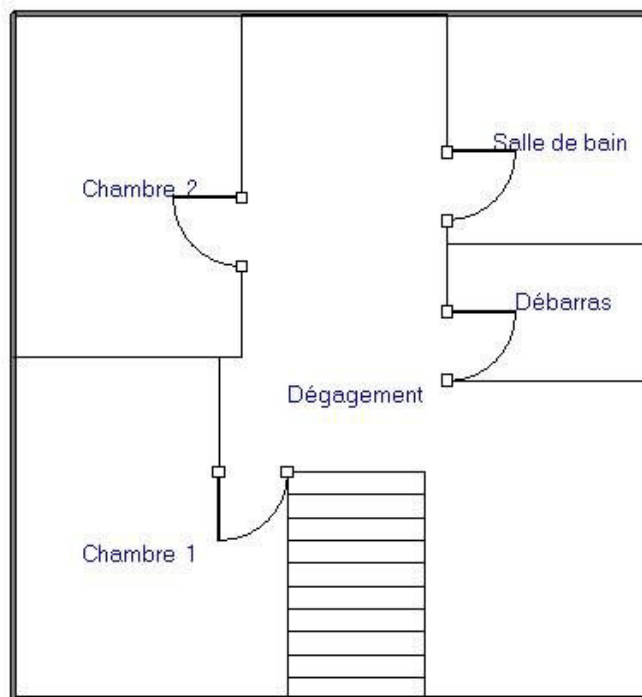 Salle de bain
Chambre 2
Débarras
Dégagement
Chambre 1